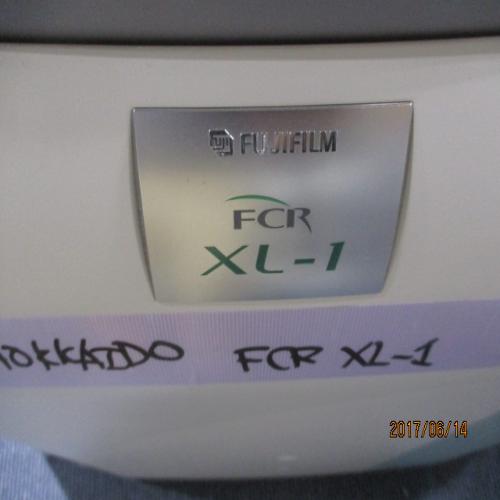 FUJIFILM
FCR
XL-1
HOKKAIDO FCR XL-1
2017/06/14